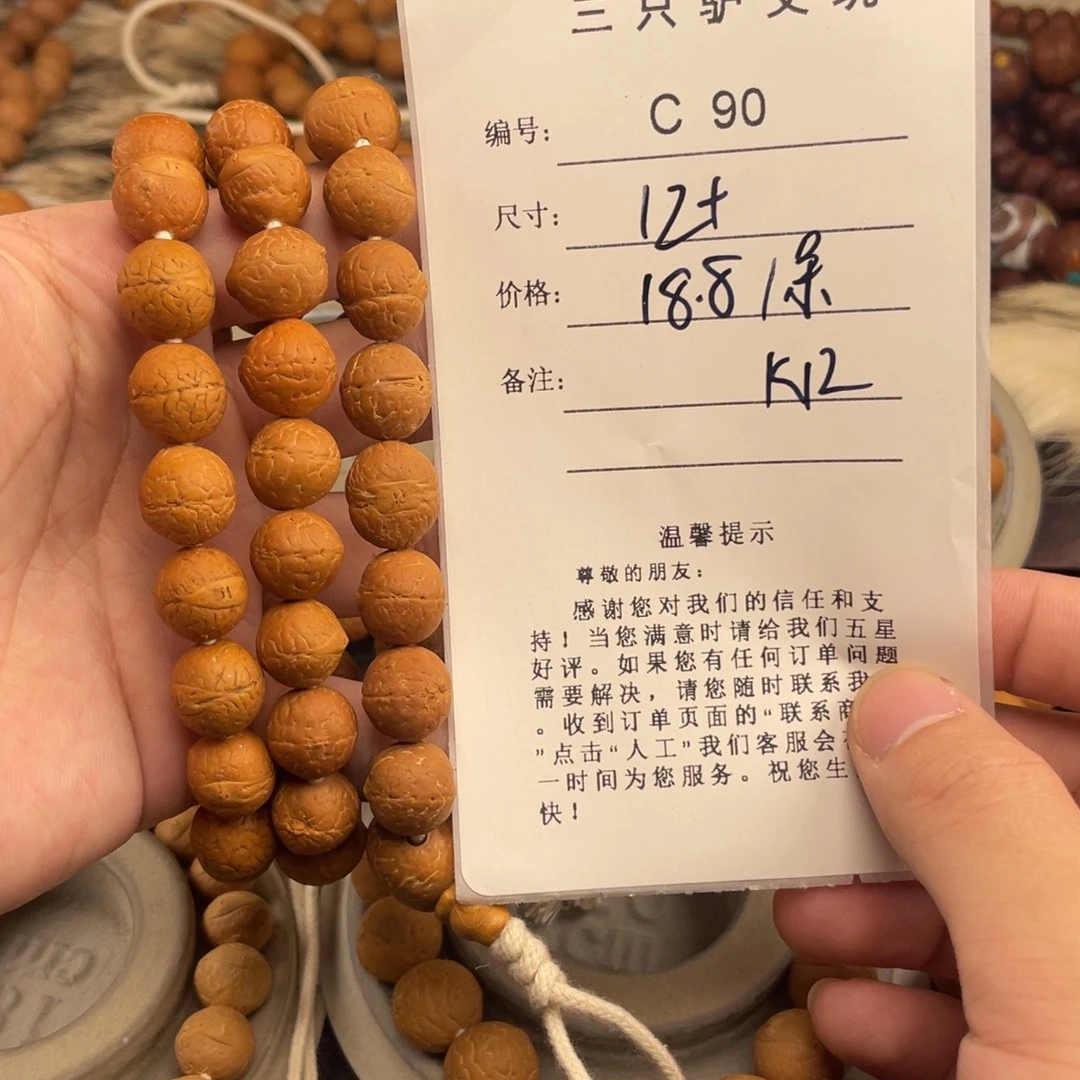 三只驴文玩
编号: C 90
尺寸: 12+
价格: 18.8/条
备注: K12
温馨提示
尊敬的朋友:
感谢您对我们的信任和支
持!当您满意时请给我们五星
好评。如果您有任何订单问题
需要解决,请您随时联系我
。收到订单页面的“联系商
”点击“人工”我们客服会
一时间为您服务。祝您生
快!